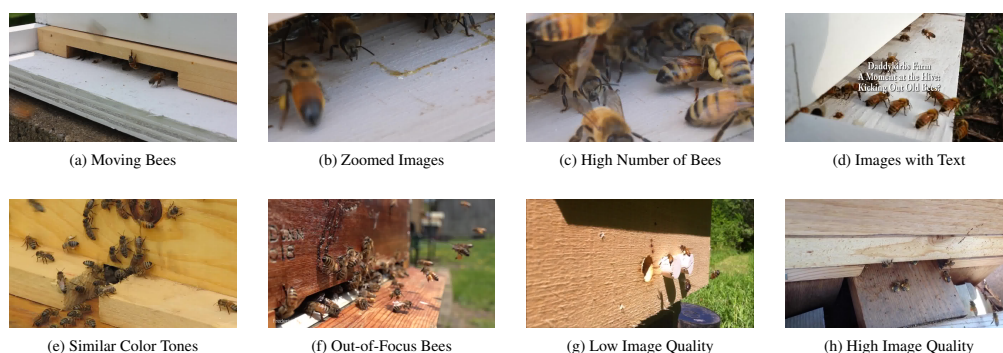 Daddykirbs Farm
A Moment at the Hive:
Kicking Out Old Bees?
(a) Moving Bees
(b) Zoomed Images
(c) High Number of Bees
(d) Images with Text
(e) Similar Color Tones
(f) Out-of-Focus Bees
(g) Low Image Quality
(h) High Image Quality